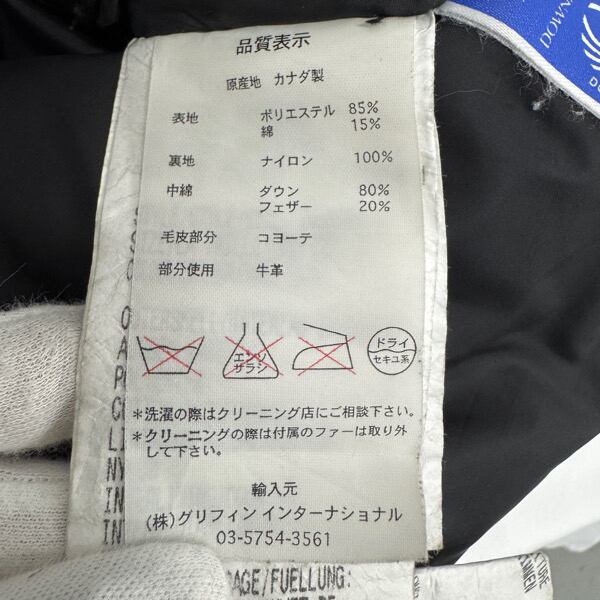 品質表示
原産地 カナダ製
表地 ポリエステル 85%
綿 15%
裏地 ナイロン 100%
中綿 ダウン 80%
フェザー 20%
毛皮部分 コヨーテ
部分使用 牛革
エンソ
サラシ
ドライ
セキユ系
*洗濯の際はクリーニング店にご相談下さい。
*クリーニングの際は付属のファーは取り外
して下さい。
輸入元
(株)グリフィン インターナショナル
03-5754-3561
DOWN
AGE/FUELLUNG: